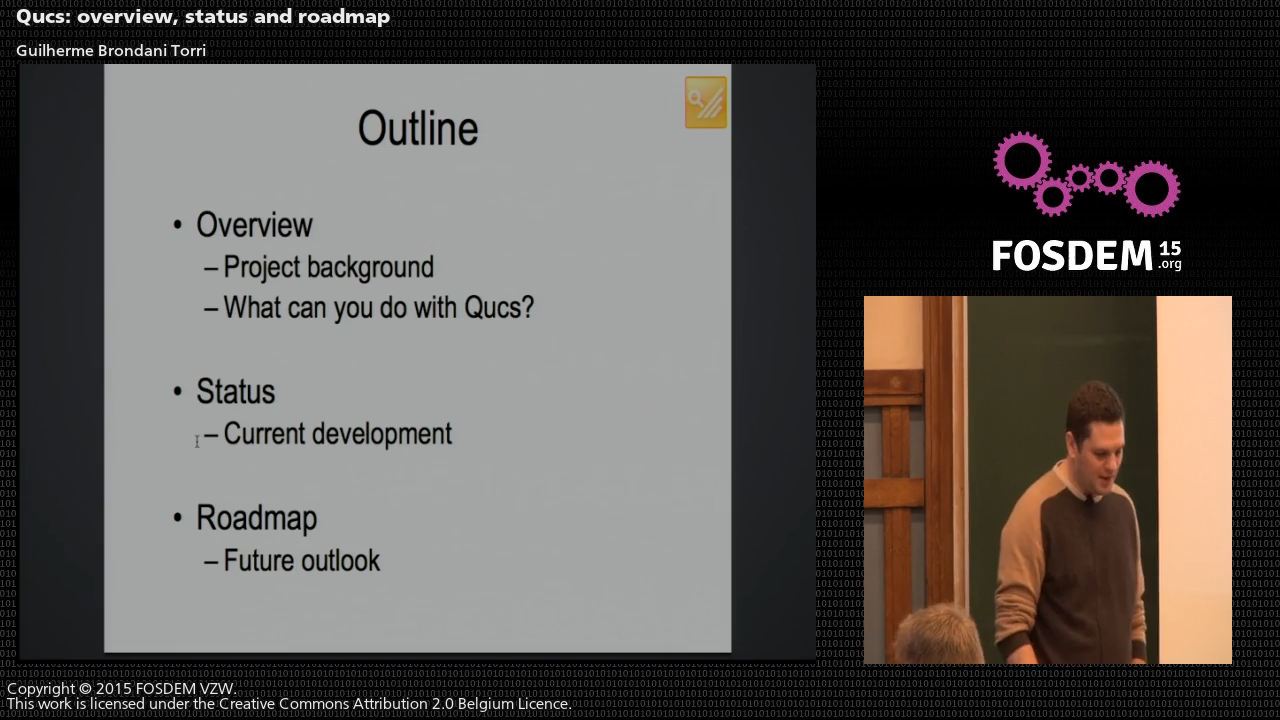 Qucs: overview, status and roadmap
Guilherme Brondani Torri
Outline
• Overview
– Project background
– What can you do with Qucs?
• Status
– Current development
• Roadmap
– Future outlook
FOSDEM 15
.org
Copyright © 2015 FOSDEM VZW.
This work is licensed under the Creative Commons Attribution 2.0 Belgium Licence.